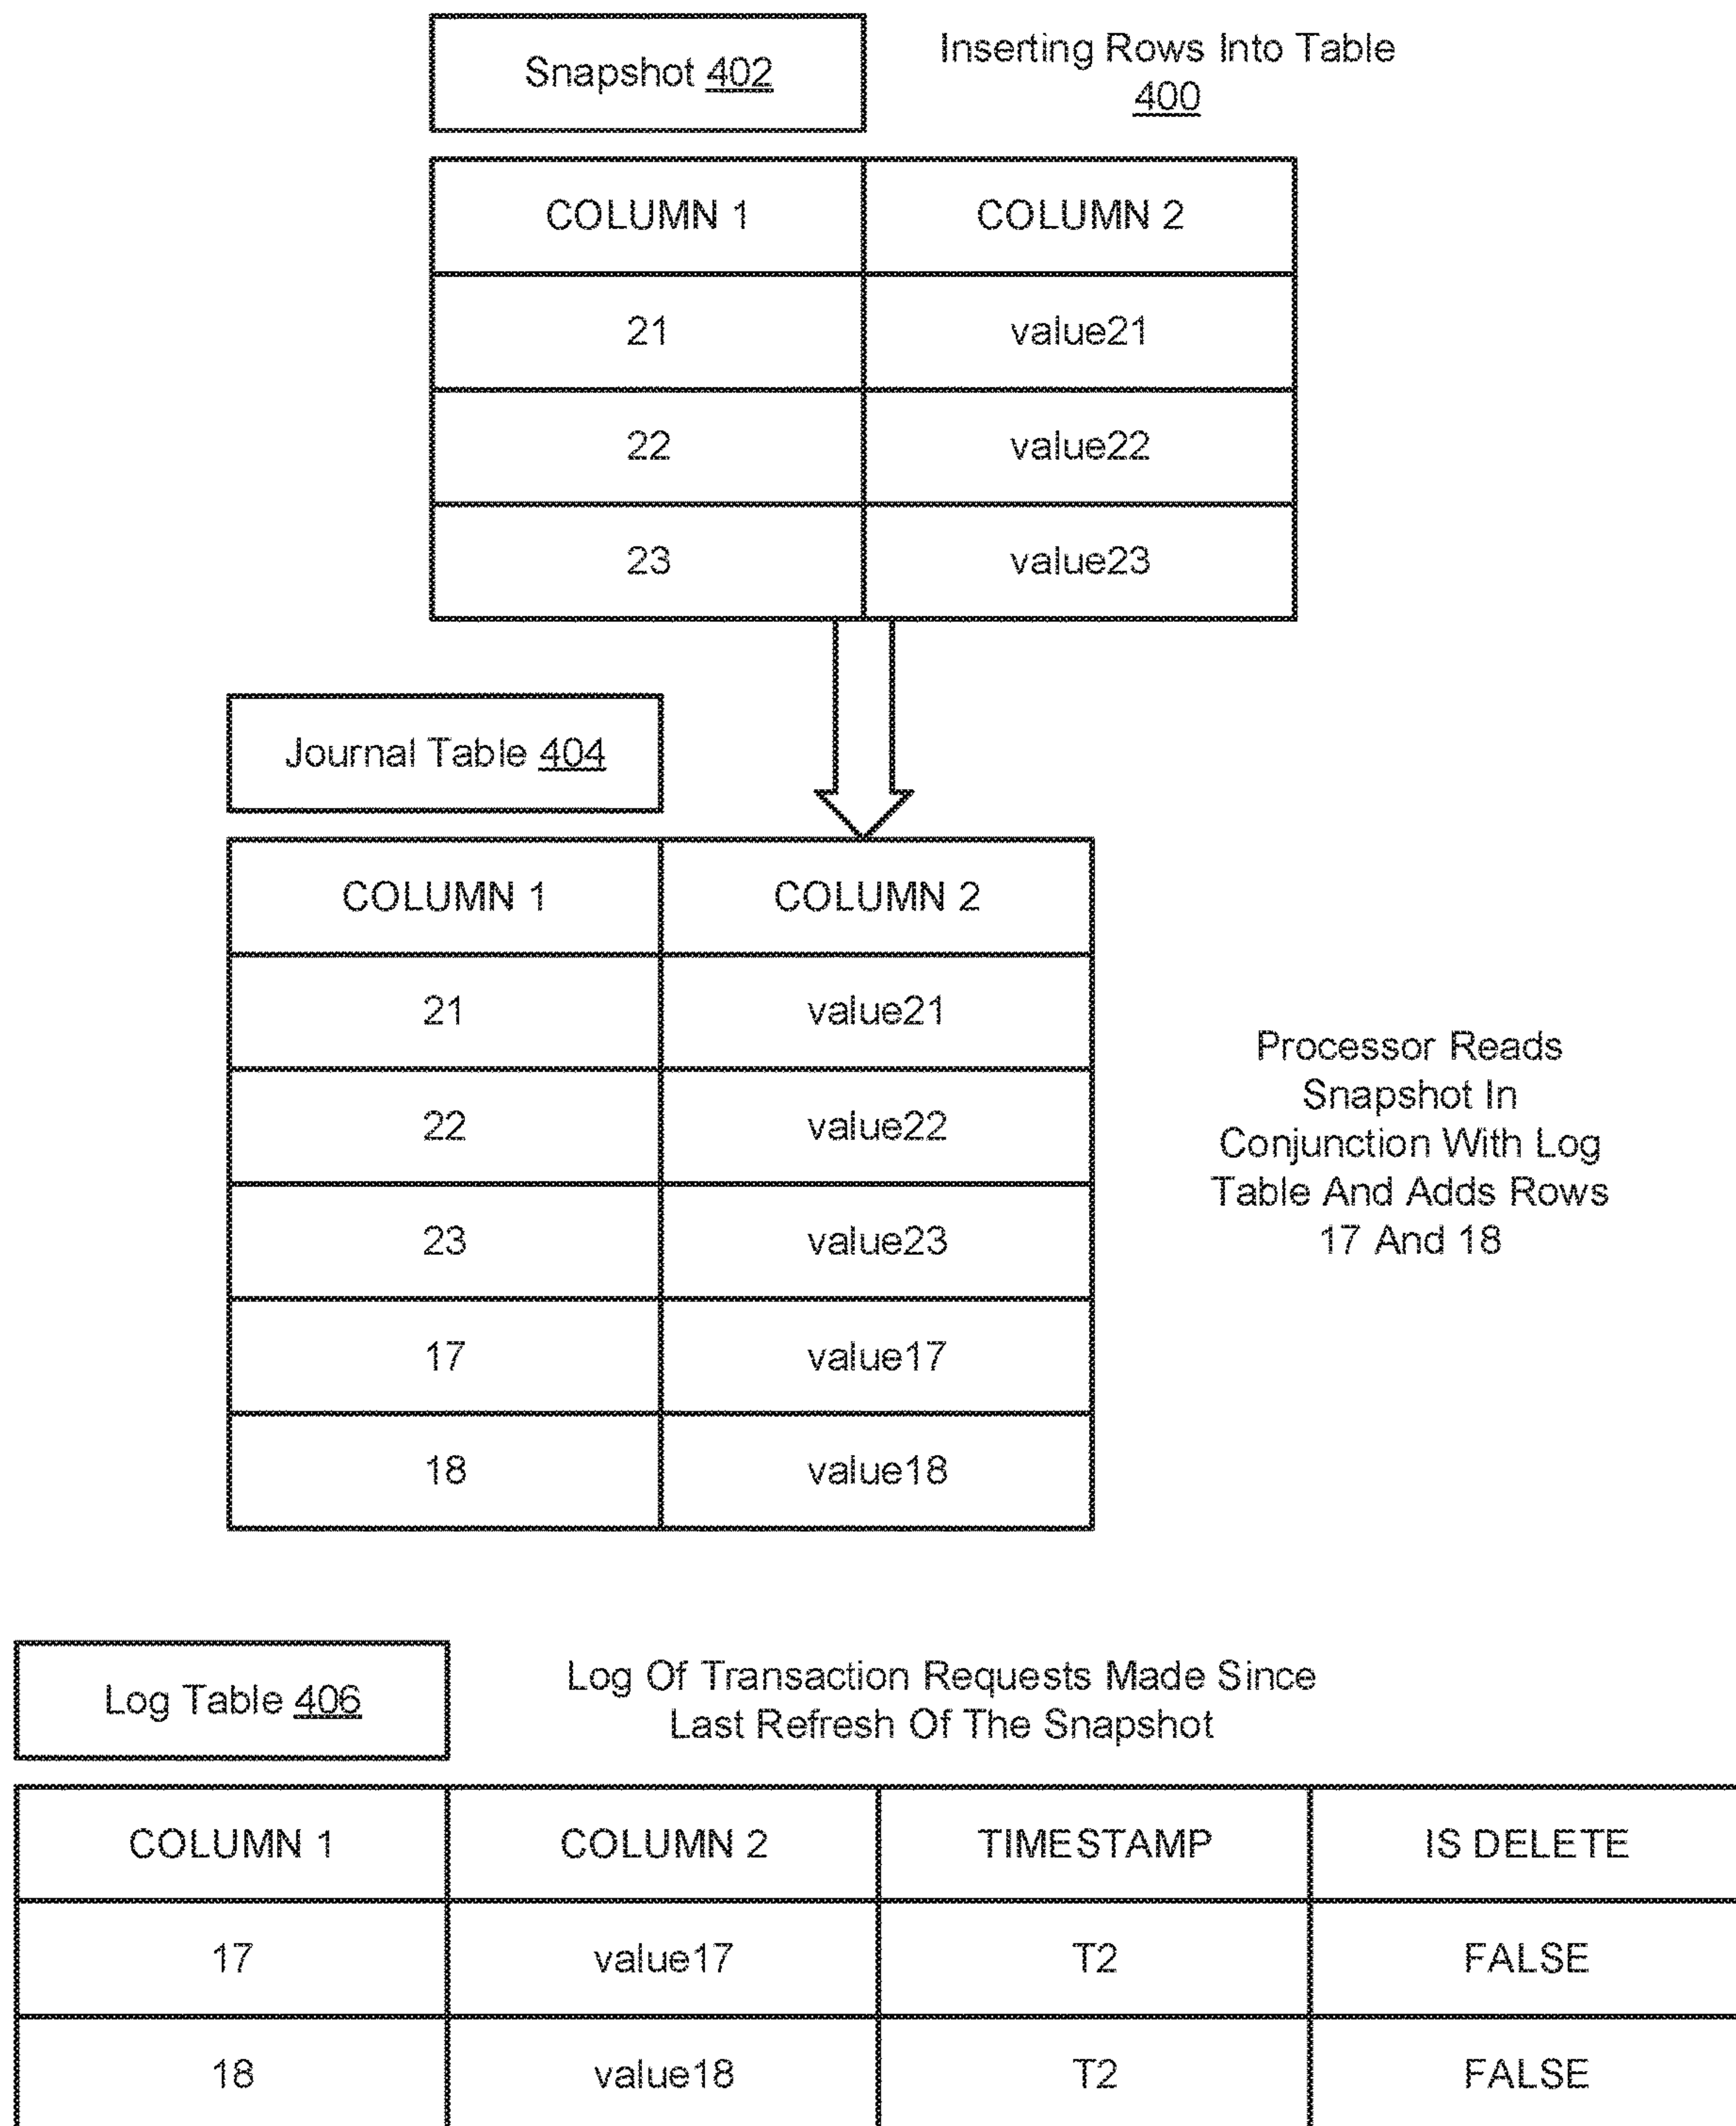 Snapshot 402
Inserting Rows Into Table
400
COLUMN 1 COLUMN 2
21 value21
22 value22
23 value23
Journal Table 404
COLUMN 1 COLUMN 2
21 value21
22 value22
23 value23
17 value17
18 value18
Processor Reads
Snapshot In
Conjunction With Log
Table And Adds Rows
17 And 18
Log Table 406
Log Of Transaction Requests Made Since
Last Refresh Of The Snapshot
COLUMN 1 COLUMN 2 TIMESTAMP IS DELETE
17 value17 T2 FALSE
18 value18 T2 FALSE